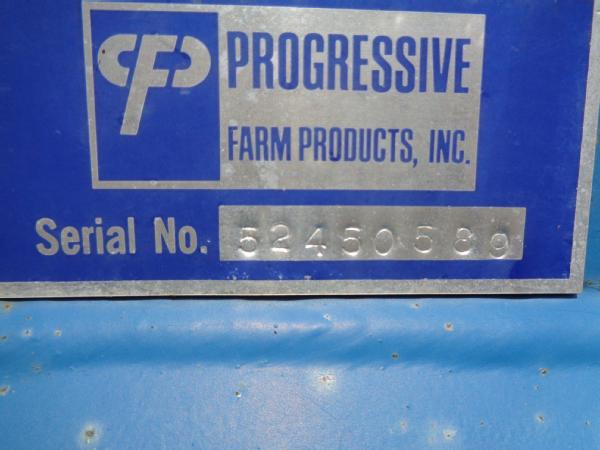 PROGRESSIVE
FARM PRODUCTS, INC.
Serial No. 52450589